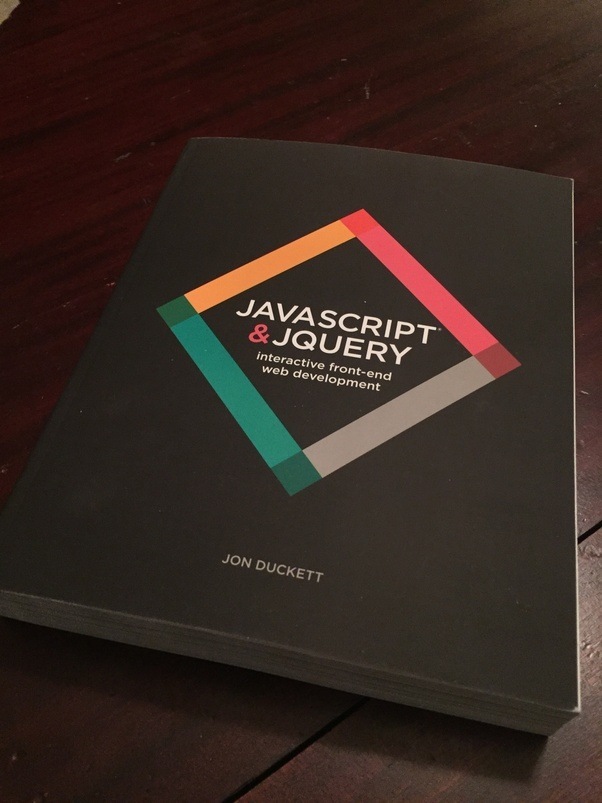 JAVASCRIPT®
&JQUERY
interactive front-end
web development
JON DUCKETT